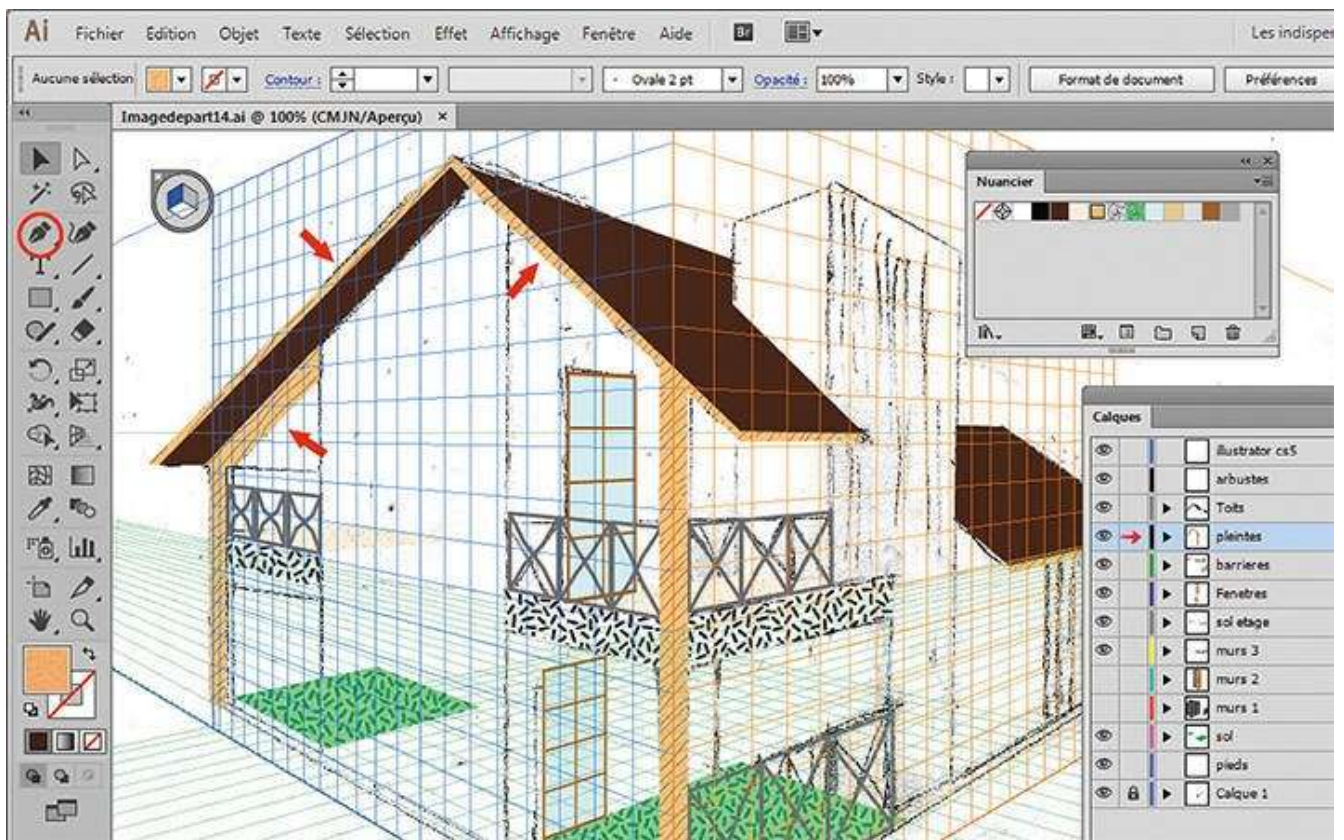 Ai Fichier Edition Objet Texte Sélection Effet Affichage Fenêtre Aide Br Les indisper
Aucune sélection Contour : Ovale 2 pt Opacité : 100% Style : Format de document Préférences
Imagedepart14.ai @ 100% (CMJN/Aperçu) ×
Nuancier
Calques
illustrator cs5
arbustes
Toits
pleintes
barrieres
Fenetres
sol etage
murs 3
murs 2
murs 1
sol
pieds
Calque 1